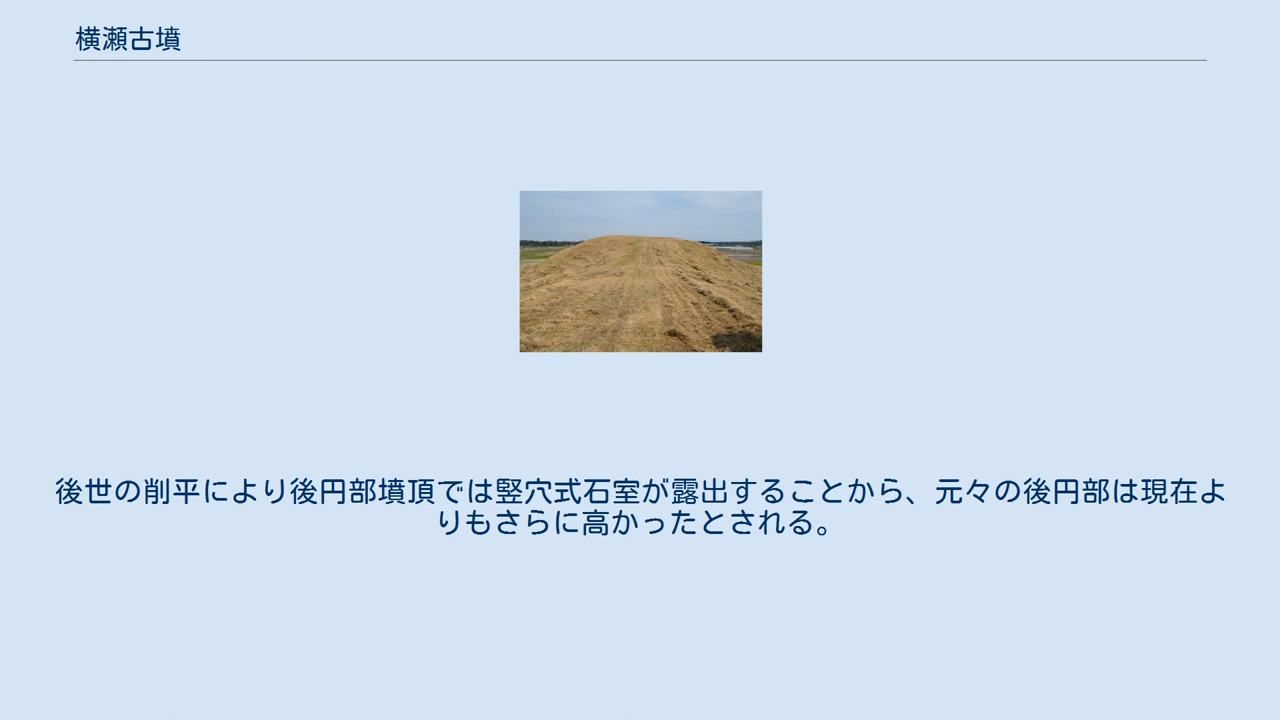 横瀬古墳
後世の削平により後円部墳頂では竪穴式石室が露出することから、元々の後円部は現在よ
りもさらに高かったとされる。